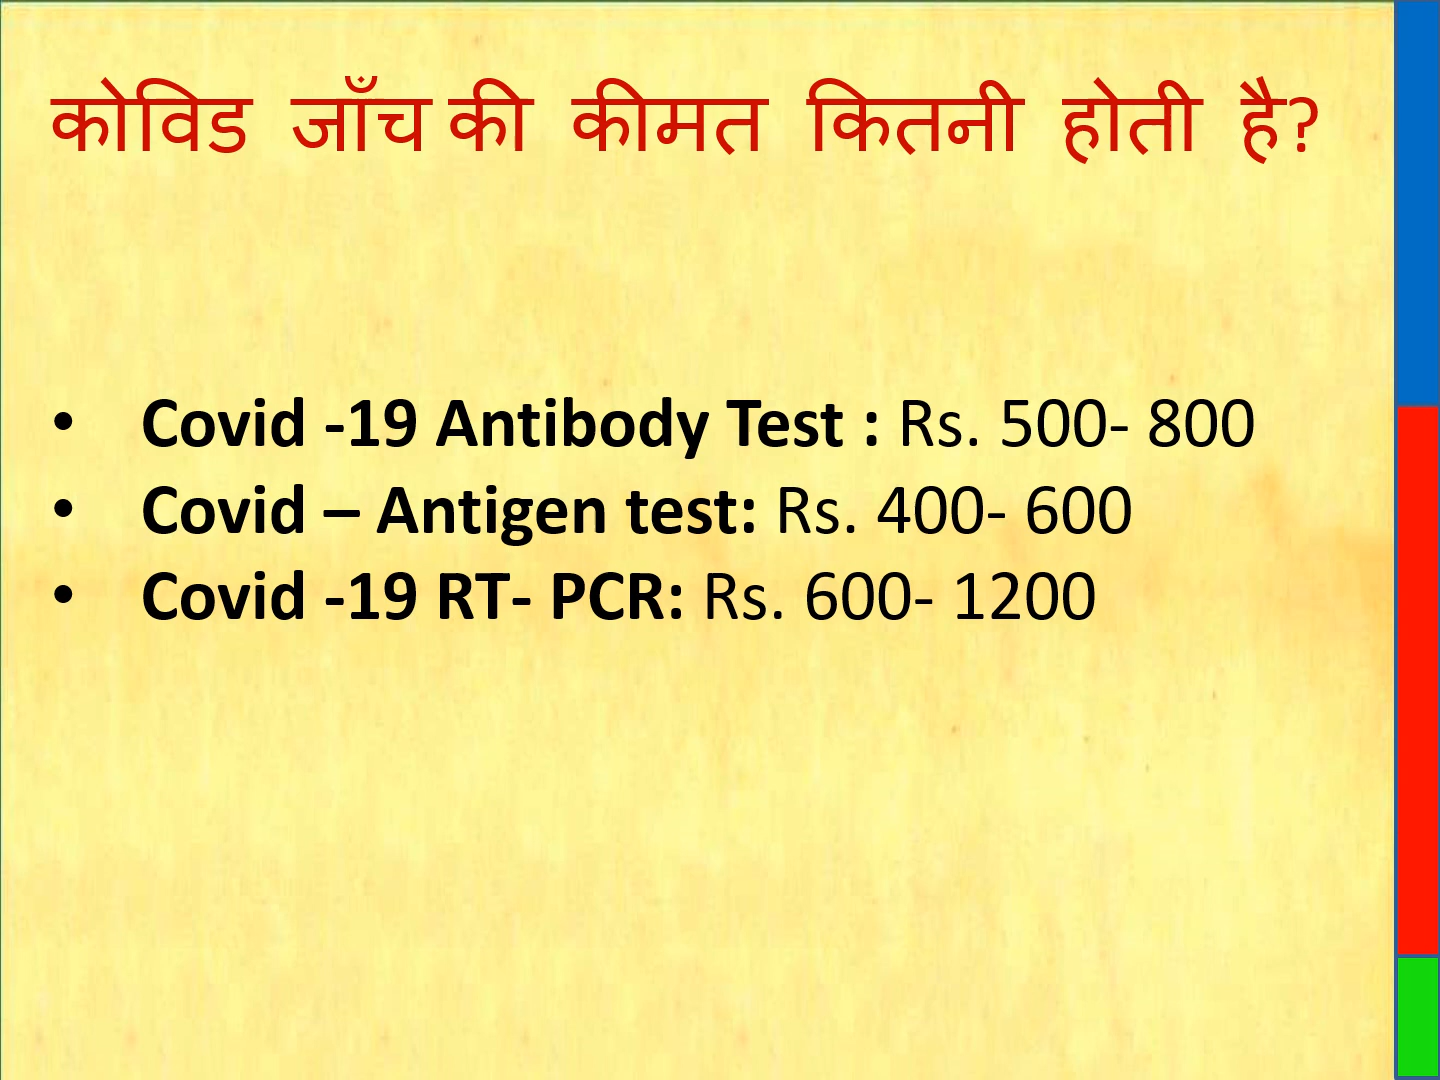 कोविड जाँच की कीमत कितनी होती है?
• Covid -19 Antibody Test : Rs. 500- 800
• Covid – Antigen test: Rs. 400- 600
• Covid -19 RT- PCR: Rs. 600- 1200